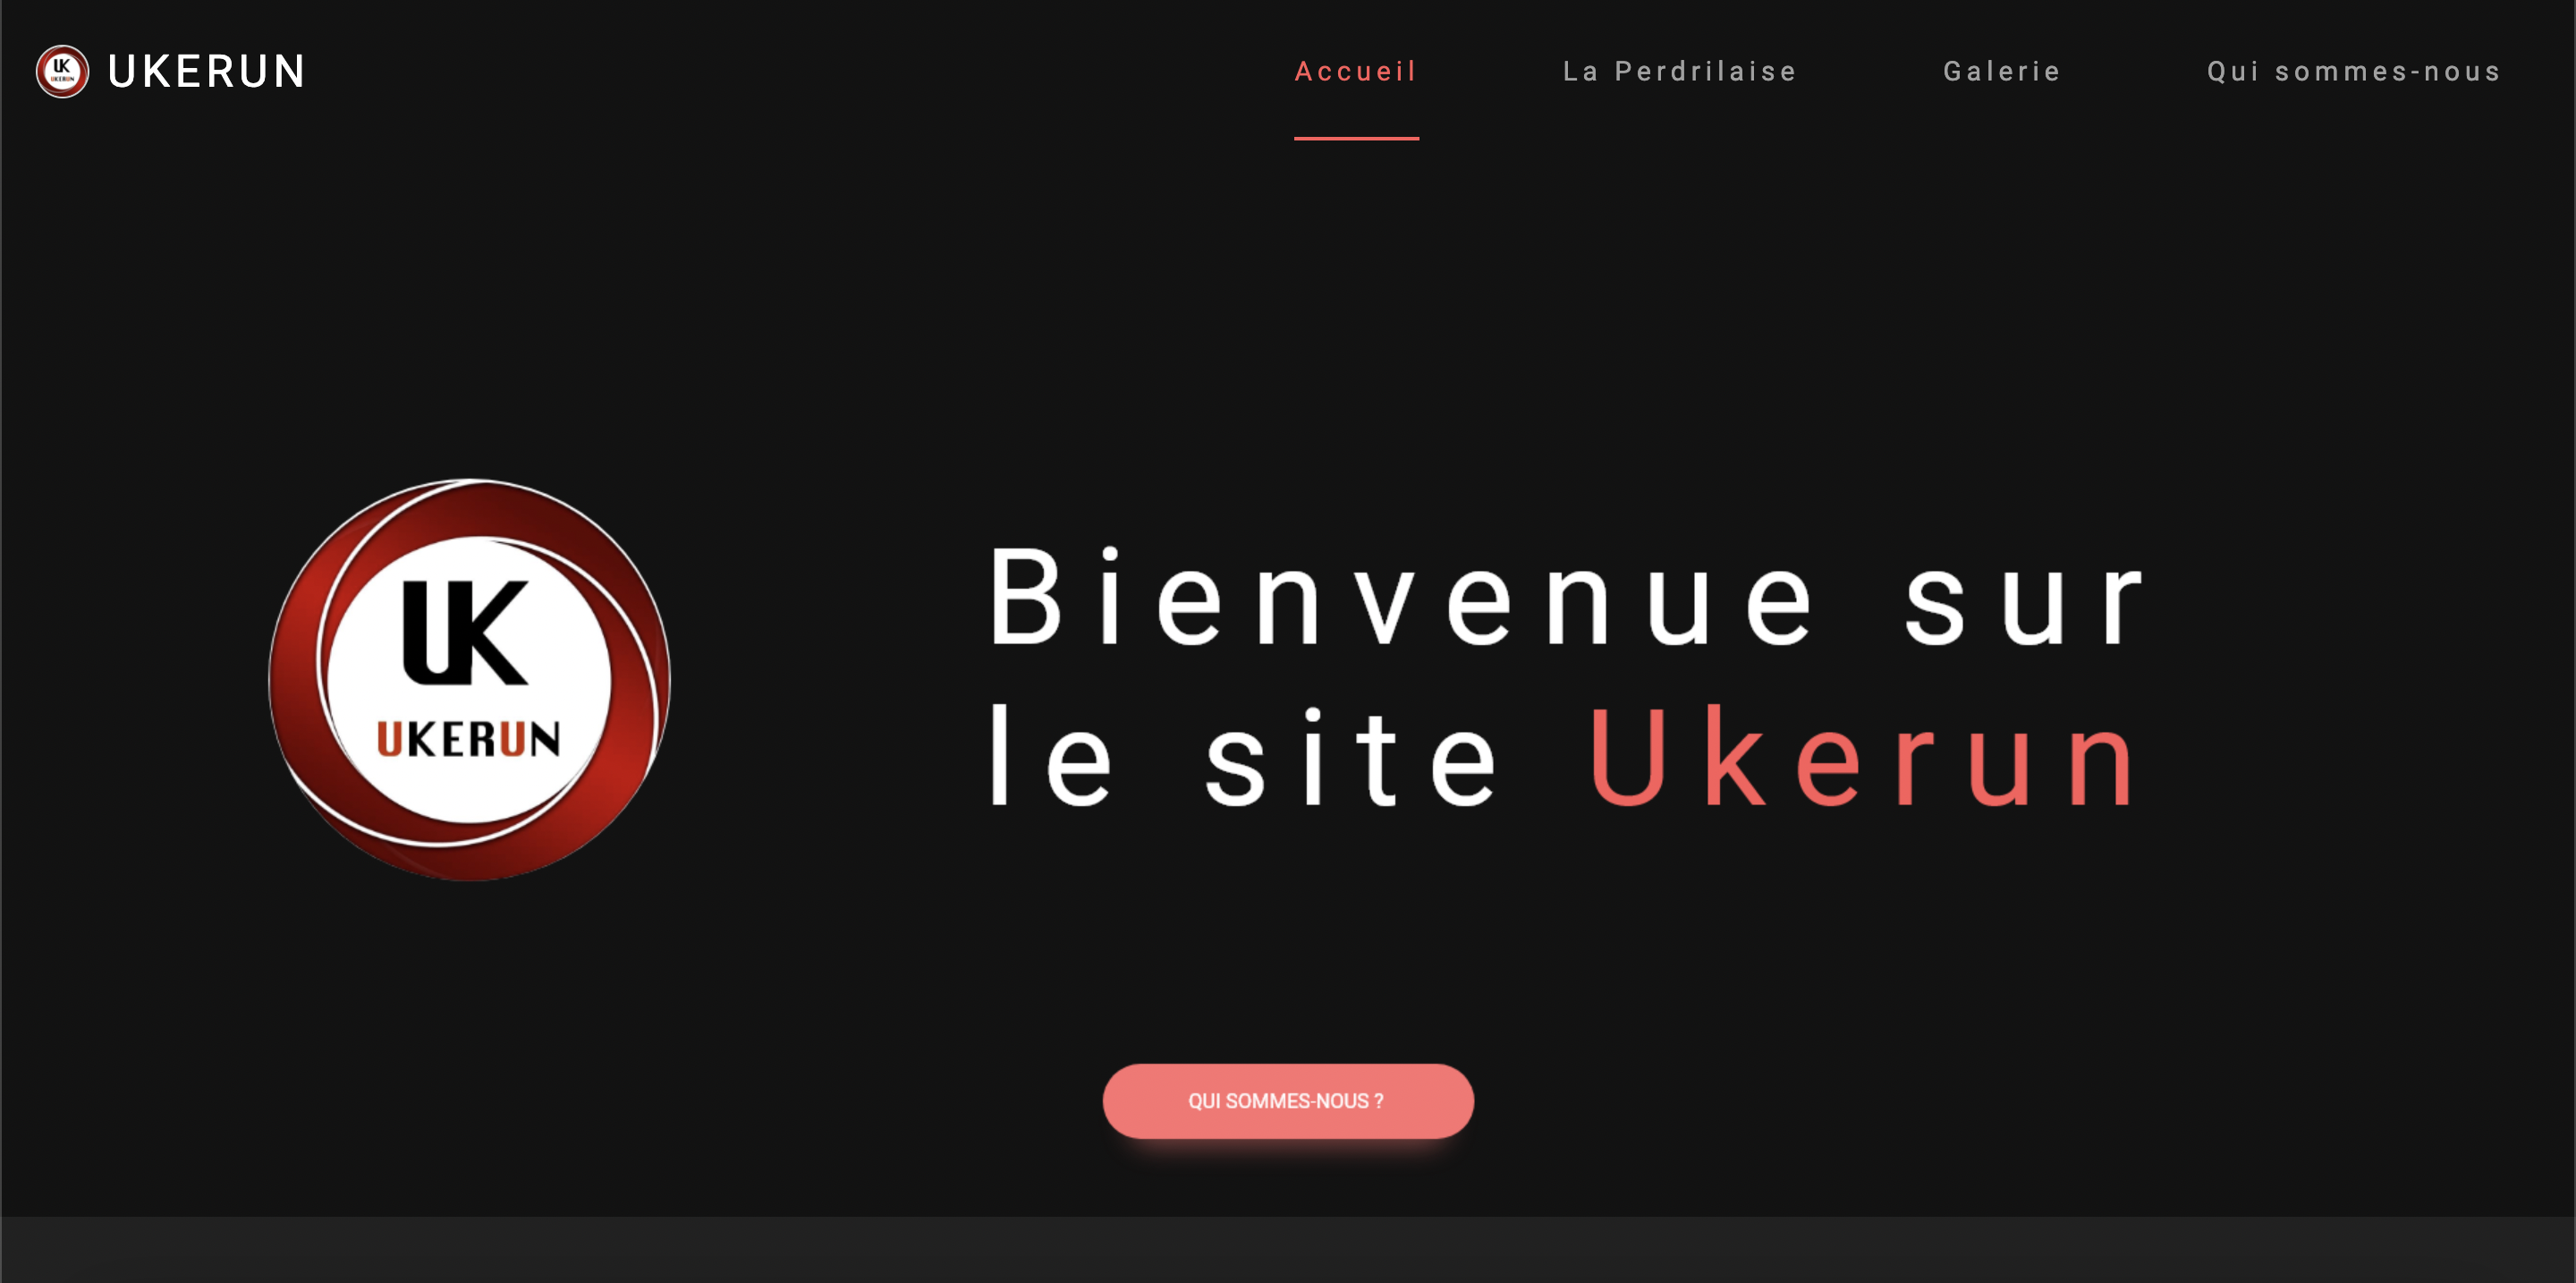 UK
UKERUN
UKERUN
Accueil
La Perdrilaise
Galerie
Qui sommes-nous
UK
UKERUN
Bienvenue sur
le site Ukerun
QUI SOMMES-NOUS ?